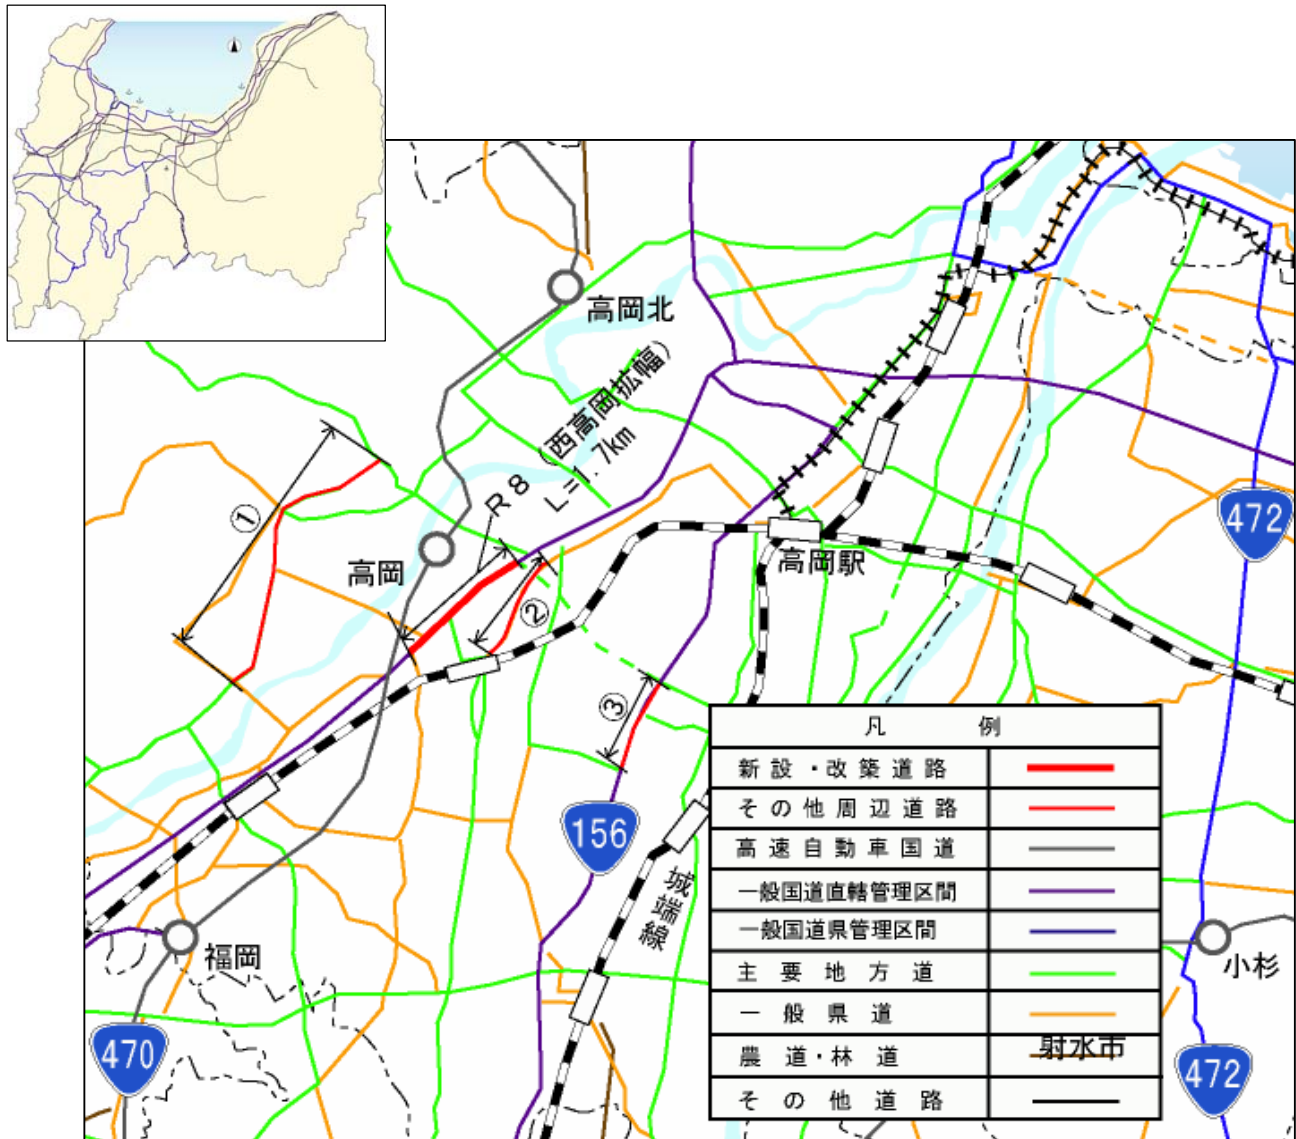 高岡北
R8（西高岡拡幅）
L=1.7km
①
高岡
②
高岡駅
472
③
156
城端線
福岡
470
小杉
472
凡例
新設・改築道路
その他周辺道路
高速自動車国道
一般国道直轄管理区間
一般国道県管理区間
主要地方道
一般県道
農道・林道
射水市
その他道路